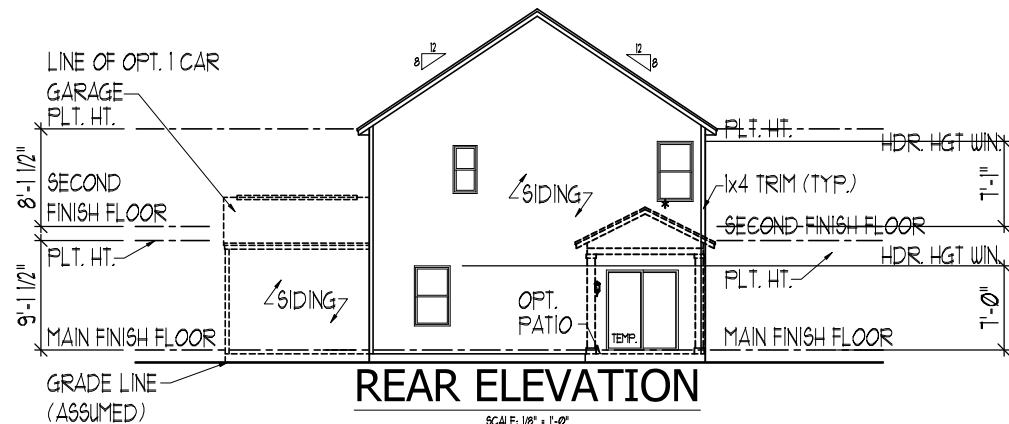 LINE OF OPT. 1 CAR
GARAGE
PLT. HT.
8'-1 1/2"
SECOND
FINISH FLOOR
PLT. HT.
9'-1 1/2"
MAIN FINISH FLOOR
GRADE LINE
(ASSUMED)
12
8
12
8
SIDING
SIDING
OPT.
PATIO
TEMP.
*
PLT. HT.
HDR. HGT WIN.
1x4 TRIM (TYP.)
7'-1"
SECOND FINISH FLOOR
HDR. HGT WIN.
PLT. HT.
7'-0"
MAIN FINISH FLOOR
REAR ELEVATION
SCALE: 1/8" = 1'-0"